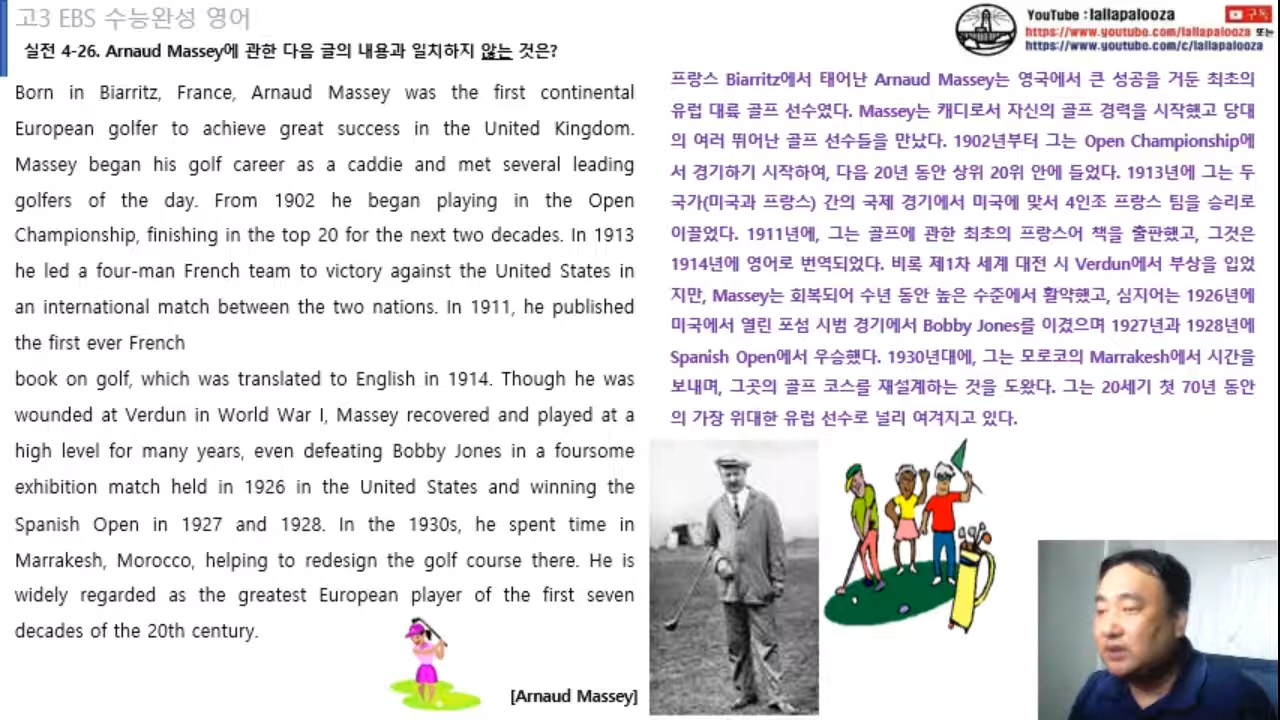 고3 EBS 수능완성 영어
실전 4-26. Arnaud Massey에 관한 다음 글의 내용과 일치하지 않는 것은?
YouTube : lallapalooza
구독
https://www.youtube.com/lallapalooza 또는
https://www.youtube.com/c/lallapalooza
Born in Biarritz, France, Arnaud Massey was the first continental
European golfer to achieve great success in the United Kingdom.
Massey began his golf career as a caddie and met several leading
golfers of the day. From 1902 he began playing in the Open
Championship, finishing in the top 20 for the next two decades. In 1913
he led a four-man French team to victory against the United States in
an international match between the two nations. In 1911, he published
the first ever French
book on golf, which was translated to English in 1914. Though he was
wounded at Verdun in World War I, Massey recovered and played at a
high level for many years, even defeating Bobby Jones in a foursome
exhibition match held in 1926 in the United States and winning the
Spanish Open in 1927 and 1928. In the 1930s, he spent time in
Marrakesh, Morocco, helping to redesign the golf course there. He is
widely regarded as the greatest European player of the first seven
decades of the 20th century.
[Arnaud Massey]
프랑스 Biarritz에서 태어난 Arnaud Massey는 영국에서 큰 성공을 거둔 최초의
유럽 대륙 골프 선수였다. Massey는 캐디로서 자신의 골프 경력을 시작했고 당대
의 여러 뛰어난 골프 선수들을 만났다. 1902년부터 그는 Open Championship에
서 경기하기 시작하여, 다음 20년 동안 상위 20위 안에 들었다. 1913년에 그는 두
국가(미국과 프랑스) 간의 국제 경기에서 미국에 맞서 4인조 프랑스 팀을 승리로
이끌었다. 1911년에, 그는 골프에 관한 최초의 프랑스어 책을 출판했고, 그것은
1914년에 영어로 번역되었다. 비록 제1차 세계 대전 시 Verdun에서 부상을 입었
지만, Massey는 회복되어 수년 동안 높은 수준에서 활약했고, 심지어는 1926년에
미국에서 열린 포섬 시범 경기에서 Bobby Jones를 이겼으며 1927년과 1928년에
Spanish Open에서 우승했다. 1930년대에, 그는 모로코의 Marrakesh에서 시간을
보내며, 그곳의 골프 코스를 재설계하는 것을 도왔다. 그는 20세기 첫 70년 동안
의 가장 위대한 유럽 선수로 널리 여겨지고 있다.